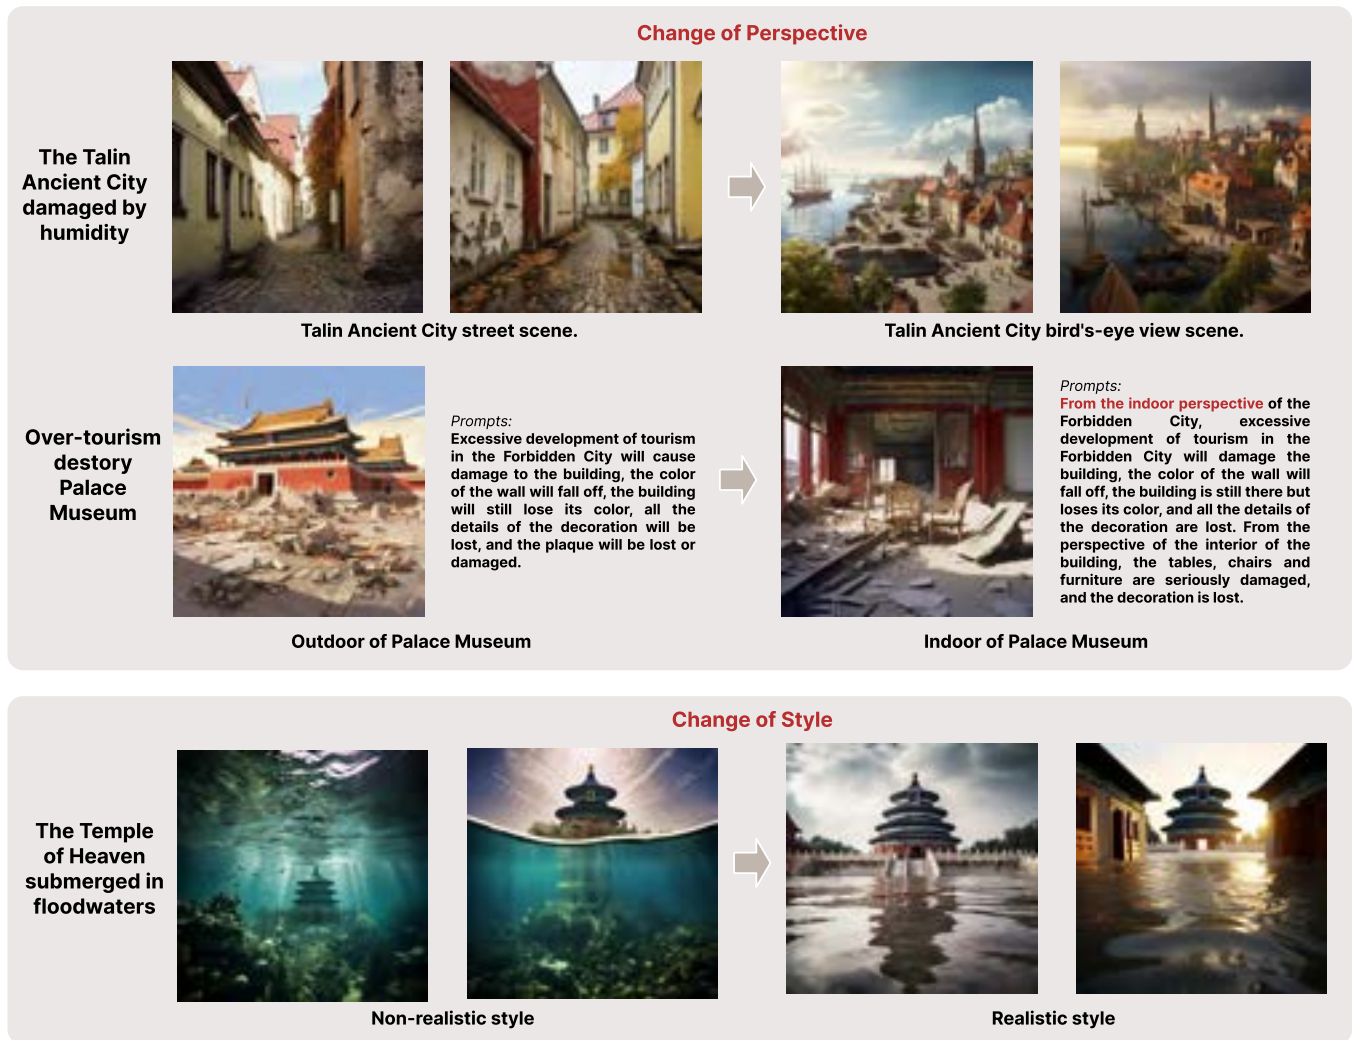 Change of Perspective
The Talin
Ancient City
damaged by
humidity
Talin Ancient City street scene.
Talin Ancient City bird's-eye view scene.
Over-tourism
destory
Palace
Museum
Prompts:
Excessive development of tourism
in the Forbidden City will cause
damage to the building, the color
of the wall will fall off, the building
will still lose its color, all the
details of the decoration will be
lost, and the plaque will be lost or
damaged.
Prompts:
From the indoor perspective of the
Forbidden City, excessive
development of tourism in the
Forbidden City will damage the
building, the color of the wall will
fall off, the building is still there but
loses its color, and all the details of
the decoration are lost. From the
perspective of the interior of the
building, the tables, chairs and
furniture are seriously damaged,
and the decoration is lost.
Outdoor of Palace Museum
Indoor of Palace Museum
Change of Style
The Temple
of Heaven
submerged in
floodwaters
Non-realistic style
Realistic style